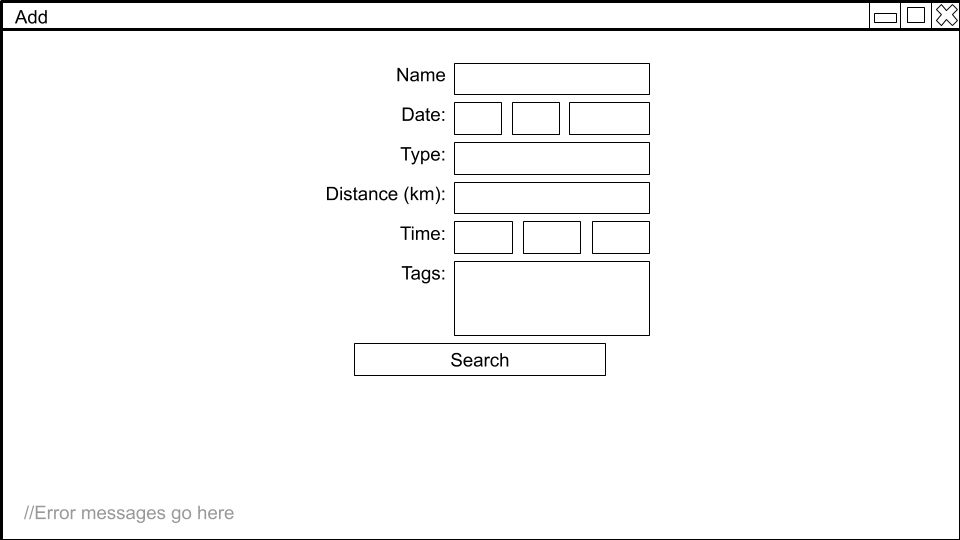 Add
Name
Date:
Type:
Distance (km):
Time:
Tags:
Search
//Error messages go here